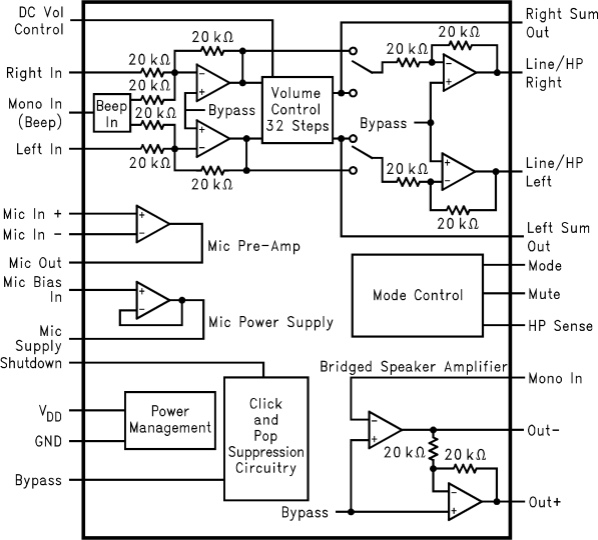 DC Vol
Control
Right In
Mono In
(Beep)
Left In
Mic In +
Mic In −
Mic Out
Mic Bias
In
Mic
Supply
Shutdown
VDD
GND
Bypass
20 kΩ
20 kΩ
20 kΩ
20 kΩ
20 kΩ
20 kΩ
Beep
In
−
+
Bypass
+
−
Volume
Control
32 Steps
20 kΩ
20 kΩ
−
+
Bypass
+
−
20 kΩ
20 kΩ
Right Sum
Out
Line/HP
Right
Line/HP
Left
Left Sum
Out
+
−
Mic Pre-Amp
+
−
Mic Power Supply
Mode Control
Mode
Mute
HP Sense
Power
Management
Click
and
Pop
Suppression
Circuitry
Bridged Speaker Amplifier
Mono In
−
+
Out−
20 kΩ
20 kΩ
−
+
Out+
Bypass